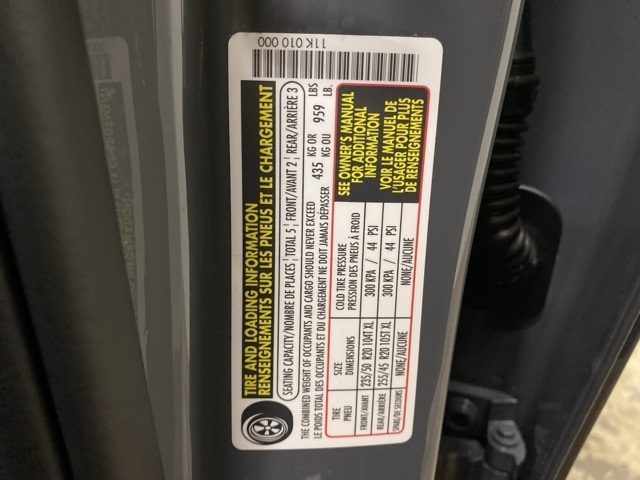 TIRE AND LOADING INFORMATION
RENSEIGNEMENTS SUR LES PNEUS ET LE CHARGEMENT
SEATING CAPACITY/NOMBRE DE PLACES TOTAL 5 FRONT/AVANT 2 REAR/ARRIÈRE 3
THE COMBINED WEIGHT OF OCCUPANTS AND CARGO SHOULD NEVER EXCEED 435 KG OR 959 LBS
LE POIDS TOTAL DES OCCUPANTS ET DU CHARGEMENT NE DOIT JAMAIS DÉPASSER KG OU LB.
TIRE SIZE COLD TIRE PRESSURE
PNEU DIMENSIONS PRESSION DES PNEUS À FROID
FRONT/AVANT 235/50 R20 104T XL 300 KPA / 44 PSI
REAR/ARRIÈRE 255/45 R20 105T XL 300 KPA / 44 PSI
SPARE/DE SECOURS NONE/AUCUNE NONE/AUCUNE
SEE OWNER'S MANUAL
FOR ADDITIONAL
INFORMATION
VOIR LE MANUEL DE
L'USAGER POUR PLUS
DE RENSEIGNEMENTS
11K 010 000